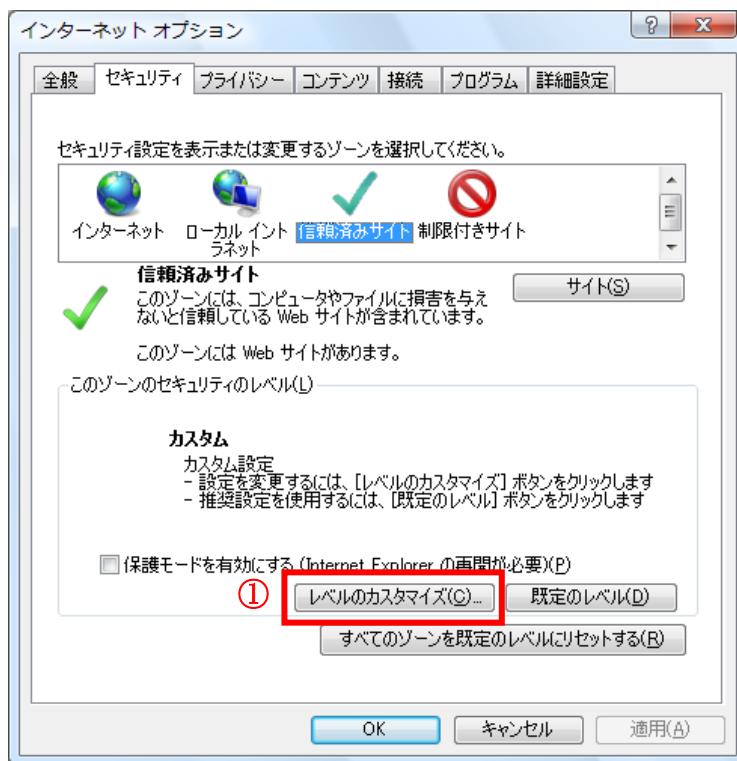 インターネット オプション
全般 セキュリティ プライバシー コンテンツ 接続 プログラム 詳細設定
セキュリティ設定を表示または変更するゾーンを選択してください。
インターネット ローカル イントラネット 信頼済みサイト 制限付きサイト
信頼済みサイト
サイト(S)
このゾーンには、コンピュータやファイルに損害を与え
ないと信頼している Web サイトが含まれています。
このゾーンには Web サイトがあります。
このゾーンのセキュリティのレベル(L)
カスタム
カスタム設定
- 設定を変更するには、[レベルのカスタマイズ] ボタンをクリックします
- 推奨設定を使用するには、[既定のレベル] ボタンをクリックします
保護モードを有効にする (Internet Explorer の再開が必要)(P)
① レベルのカスタマイズ(C)... 既定のレベル(D)
すべてのゾーンを既定のレベルにリセットする(R)
OK キャンセル 適用(A)